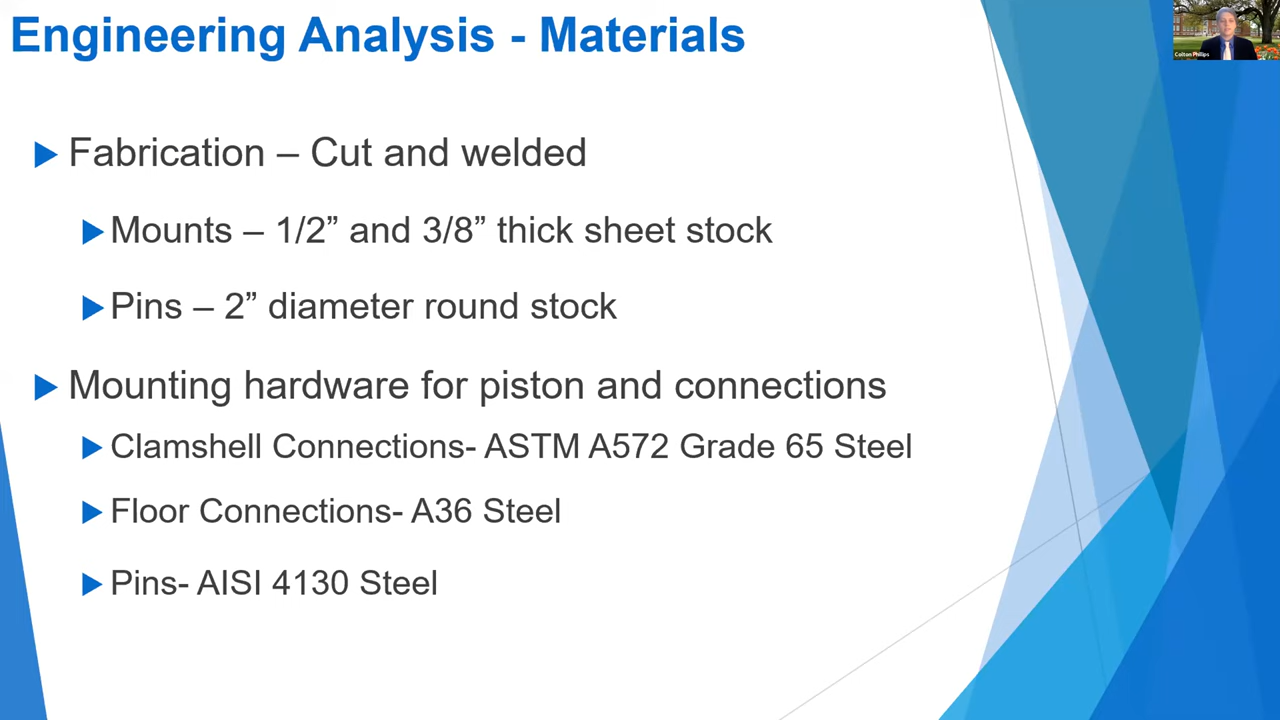 Engineering Analysis - Materials
Colton Philips
Fabrication – Cut and welded
Mounts – 1/2” and 3/8” thick sheet stock
Pins – 2” diameter round stock
Mounting hardware for piston and connections
Clamshell Connections- ASTM A572 Grade 65 Steel
Floor Connections- A36 Steel
Pins- AISI 4130 Steel